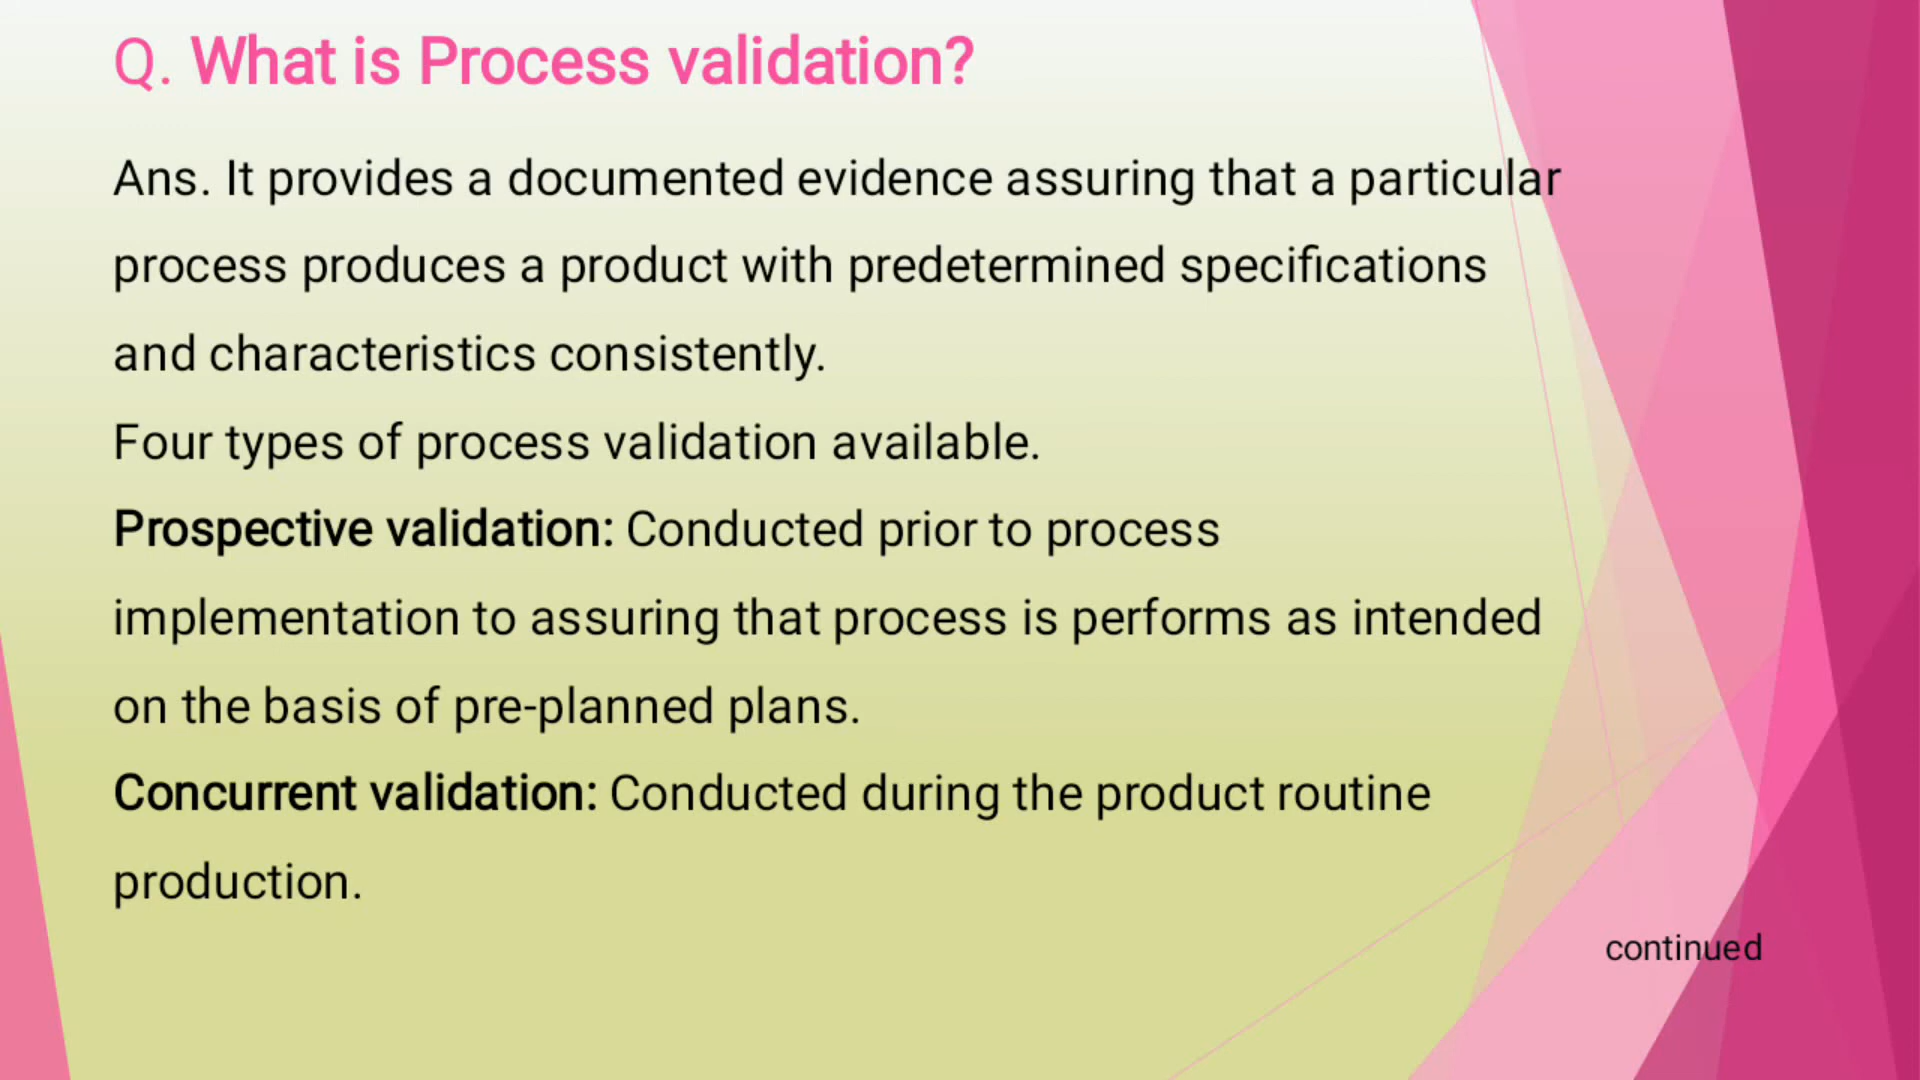 Q. What is Process validation?
Ans. It provides a documented evidence assuring that a particular
process produces a product with predetermined specifications
and characteristics consistently.
Four types of process validation available.
Prospective validation: Conducted prior to process
implementation to assuring that process is performs as intended
on the basis of pre-planned plans.
Concurrent validation: Conducted during the product routine
production.
continued